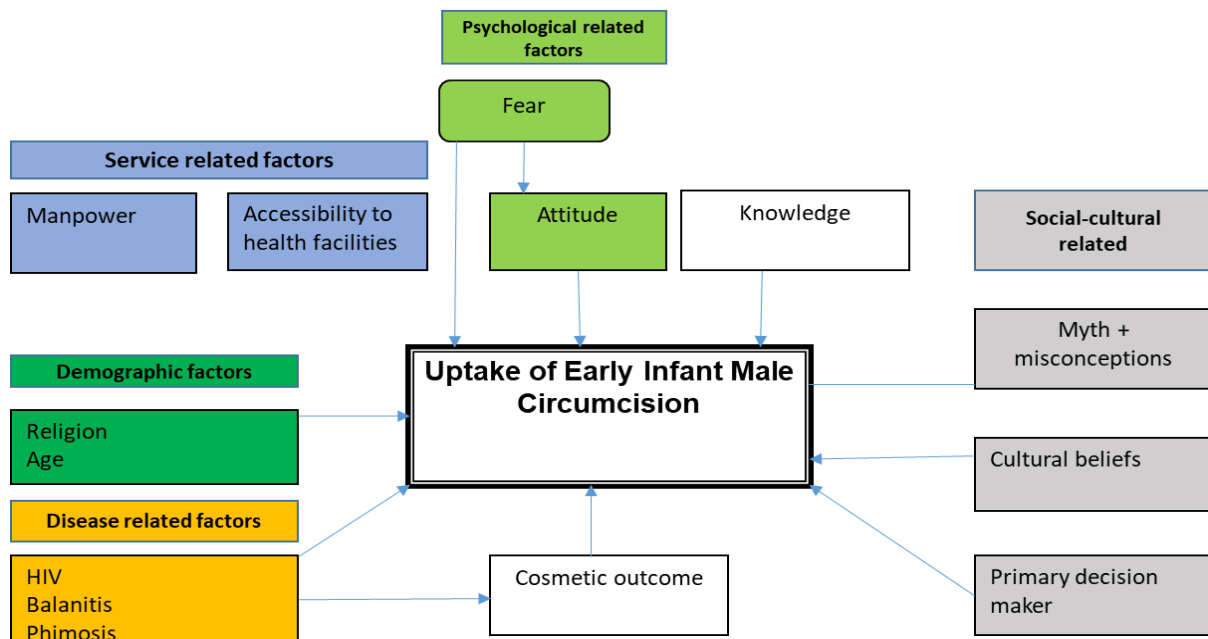 Psychological related
factors
Fear
Service related factors
Manpower
Accessibility to
health facilities
Attitude
Knowledge
Social-cultural
related
Myth +
misconceptions
Demographic factors
Uptake of Early Infant Male
Circumcision
Religion
Age
Cultural beliefs
Disease related factors
HIV
Balanitis
Phimosis
Cosmetic outcome
Primary decision
maker